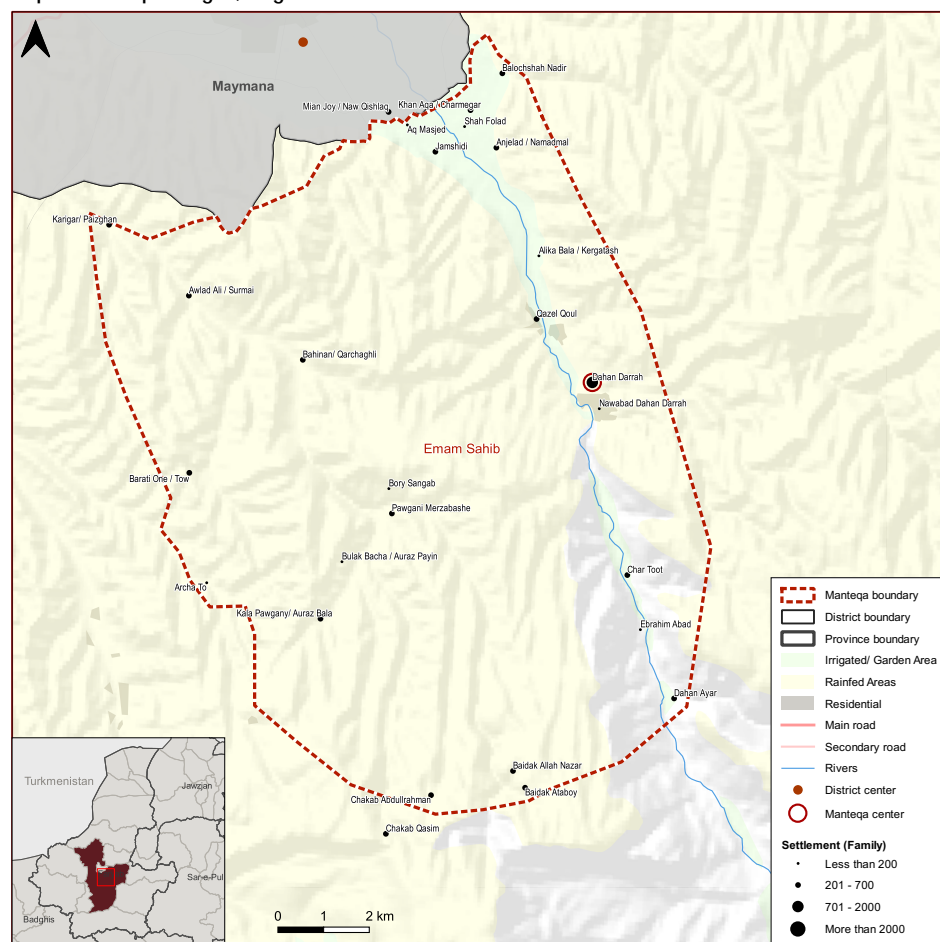 Maymana
Balochshah Nadir
Mian Joy / Naw Qishlaq
Khan Aqa / Charmegar
Shah Folad
Aq Masjed
Anjelad / Namadmal
Jamshidi
Karigar/ Paizghan
Alika Bala / Kergatash
Awlad Ali / Surmai
Qazel Qoul
Bahinan/ Qarchaghli
Dahan Darrah
Nawabad Dahan Darrah
Emam Sahib
Barati One / Tow
Bory Sangab
Pawgani Merzabashe
Bulak Bacha / Auraz Payin
Char Toot
Archa To
Kala Pawgany/ Auraz Bala
Ebrahim Abad
Dahan Ayar
Baidak Allah Nazar
Baidak Ataboy
Chakab Abdullrahman
Chakab Qasim
Manteqa boundary
District boundary
Province boundary
Irrigated/ Garden Area
Rainfed Areas
Residential
Main road
Secondary road
Rivers
District center
Manteqa center
Settlement (Family)
Less than 200
201 - 700
701 - 2000
More than 2000
Turkmenistan
Jawzjan
Sar-e-Pul
Badghis
0 1 2 km